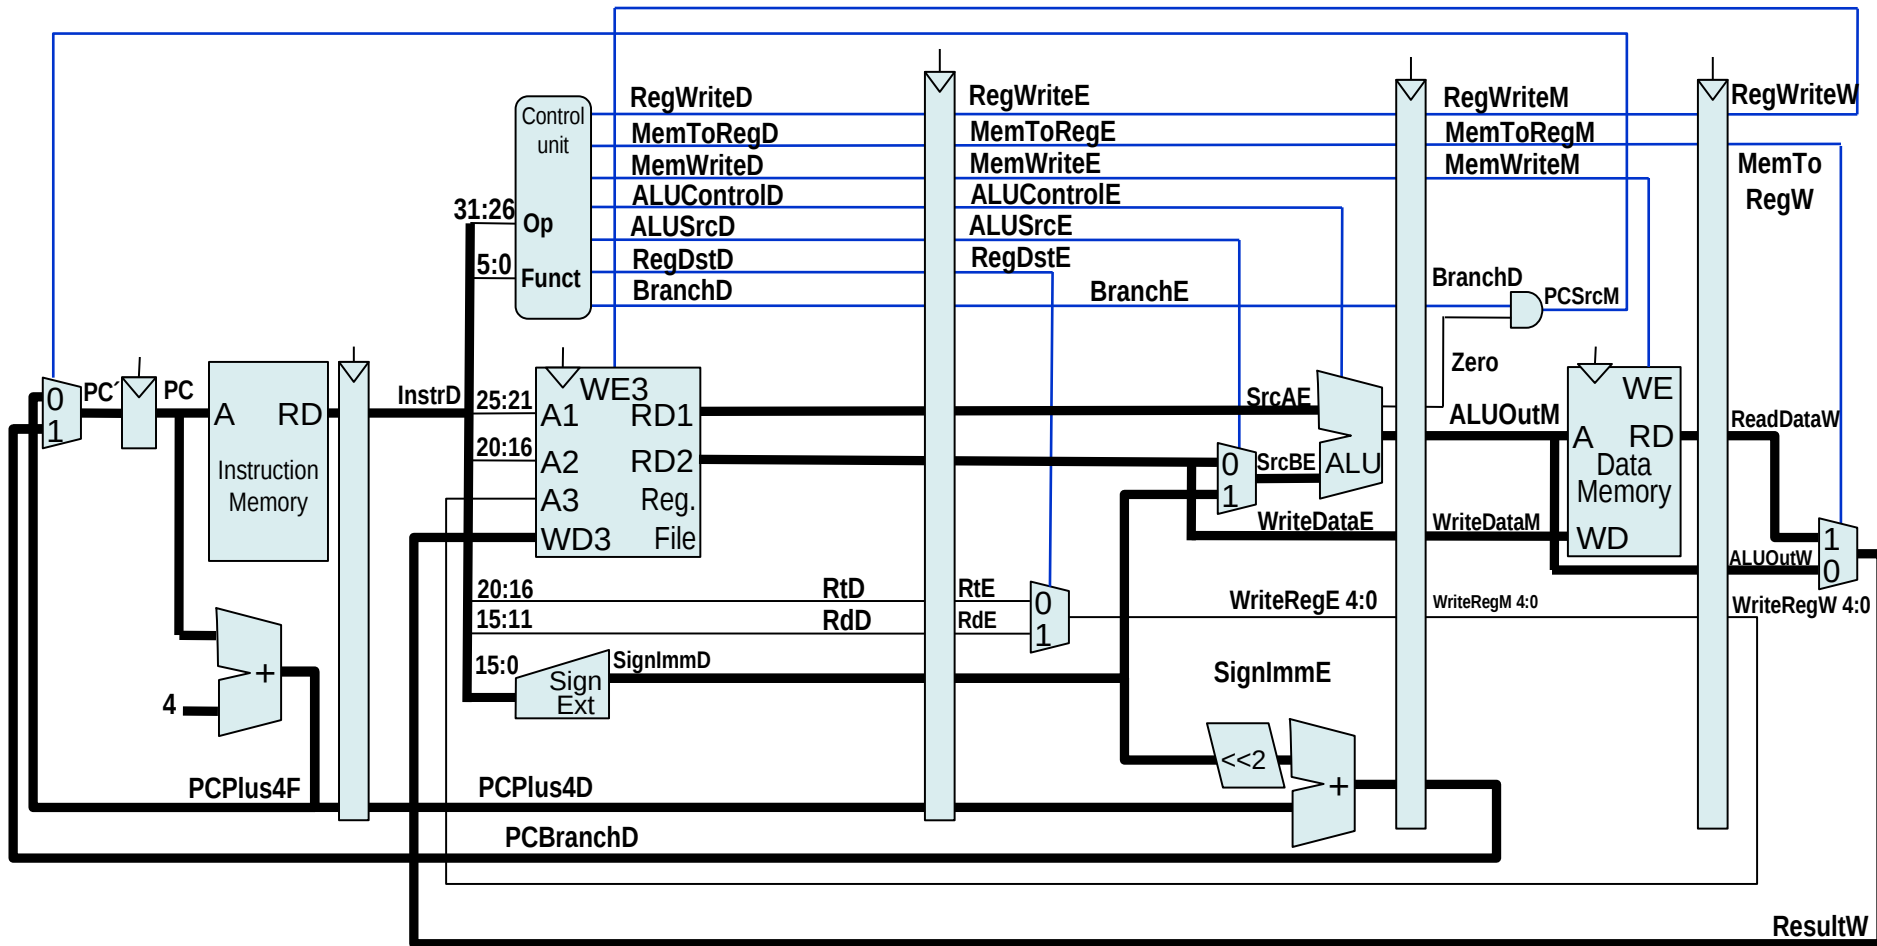 RegWriteD
RegWriteE
RegWriteM
RegWriteW
Control
unit
MemToRegD
MemToRegE
MemToRegM
MemWriteD
MemWriteE
MemWriteM
MemTo
RegW
ALUControlD
ALUControlE
31:26
Op
ALUSrcD
ALUSrcE
RegDstD
RegDstE
5:0
Funct
BranchD
BranchE
BranchD
PCSrcM
Zero
0
1
PC´
PC
A
RD
Instruction
Memory
InstrD
25:21
20:16
WE3
A1
RD1
A2
RD2
A3
Reg.
WD3
File
SrcAE
0
1
SrcBE
ALU
ALUOutM
WE
A
RD
Data
Memory
WD
ReadDataW
WriteDataE
WriteDataM
1
0
ALUOutW
20:16
RtD
RtE
15:11
RdD
RdE
0
1
WriteRegE 4:0
WriteRegM 4:0
WriteRegW 4:0
15:0
Sign
Ext
SignImmD
SignImmE
+
4
<<2
+
PCPlus4F
PCPlus4D
PCBranchD
ResultW